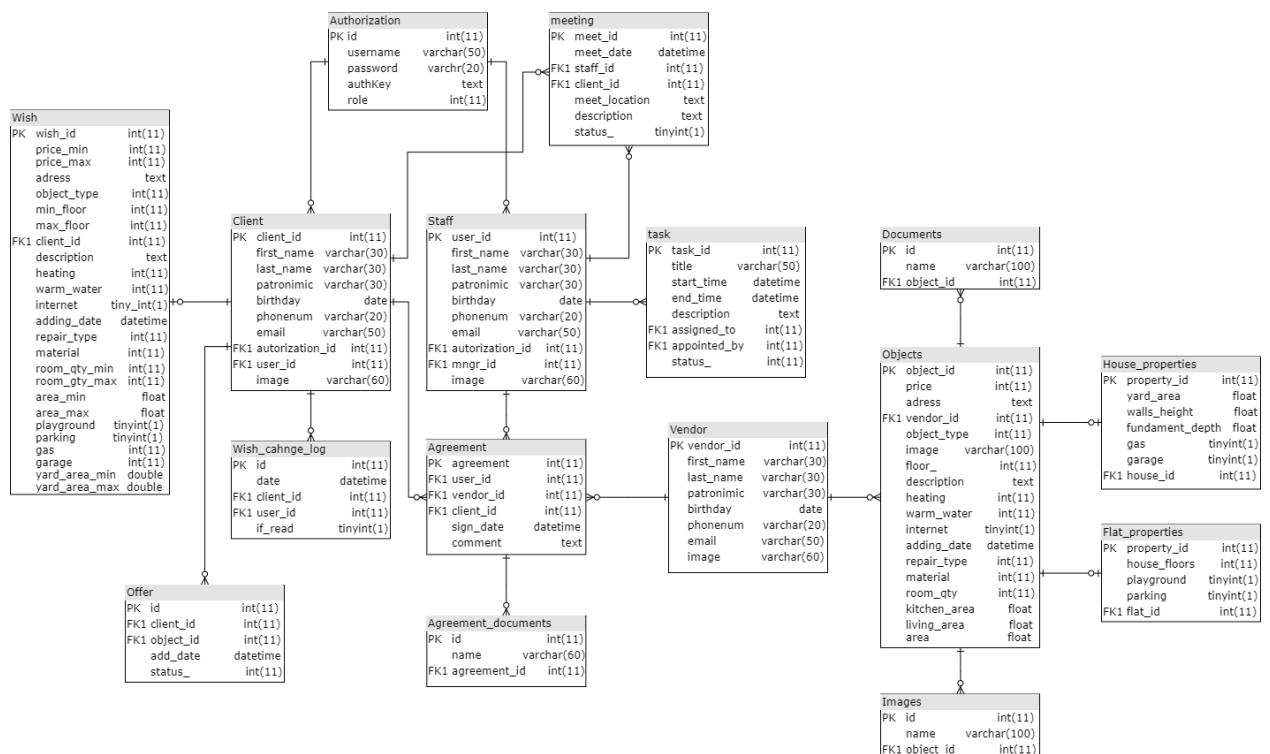 Authorization
PK id int(11)
username varchar(50)
password varchr(20)
authKey text
role int(11)
meeting
PK meet_id int(11)
meet_date datetime
FK1 staff_id int(11)
FK1 client_id int(11)
meet_location text
description text
status_ tinyint(1)
Wish
PK wish_id int(11)
price_min int(11)
price_max int(11)
adress text
object_type int(11)
min_floor int(11)
max_floor int(11)
FK1 client_id int(11)
description text
heating int(11)
warm_water int(11)
internet tiny_int(1)
adding_date datetime
repair_type int(11)
material int(11)
room_qty_min int(11)
room_gty_max int(11)
area_min float
area_max float
playground tinyint(1)
parking tinyint(1)
gas int(11)
garage int(11)
yard_area_min double
yard_area_max double
Client
PK client_id int(11)
first_name varchar(30)
last_name varchar(30)
patronimic varchar(30)
birthday date
phonenum varchar(20)
email varchar(50)
FK1 autorization_id int(11)
FK1 user_id int(11)
image varchar(60)
Staff
PK user_id int(11)
first_name varchar(30)
last_name varchar(30)
patronimic varchar(30)
birthday date
phonenum varchar(20)
email varchar(50)
FK1 autorization_id int(11)
FK1 mngr_id int(11)
image varchar(60)
task
PK task_id int(11)
title varchar(50)
start_time datetime
end_time datetime
description text
FK1 assigned_to int(11)
FK1 appointed_by int(11)
status_ int(11)
Documents
PK id int(11)
name varchar(100)
FK1 object_id int(11)
Objects
PK object_id int(11)
price int(11)
adress text
FK1 vendor_id int(11)
object_type int(11)
image varchar(100)
floor_ int(11)
description text
heating int(11)
warm_water int(11)
internet tinyint(1)
adding_date datetime
repair_type int(11)
material int(11)
room_qty int(11)
kitchen_area float
living_area float
area float
House_properties
PK property_id int(11)
yard_area float
walls_height float
fundament_depth float
gas tinyint(1)
garage tinyint(1)
FK1 house_id int(11)
Wish_cahnge_log
PK id int(11)
date datetime
FK1 client_id int(11)
FK1 user_id int(11)
if_read tinyint(1)
Agreement
PK agreement int(11)
FK1 user_id int(11)
FK1 vendor_id int(11)
FK1 client_id int(11)
sign_date datetime
comment text
Vendor
PK vendor_id int(11)
first_name varchar(30)
last_name varchar(30)
patronimic varchar(30)
birthday date
phonenum varchar(20)
email varchar(50)
image varchar(60)
Flat_properties
PK property_id int(11)
house_floors int(11)
playground tinyint(1)
parking tinyint(1)
FK1 flat_id int(11)
Offer
PK id int(11)
FK1 client_id int(11)
FK1 object_id int(11)
add_date datetime
status_ int(11)
Agreement_documents
PK id int(11)
name varchar(60)
FK1 agreement_id int(11)
Images
PK id int(11)
name varchar(100)
FK1 object_id int(11)